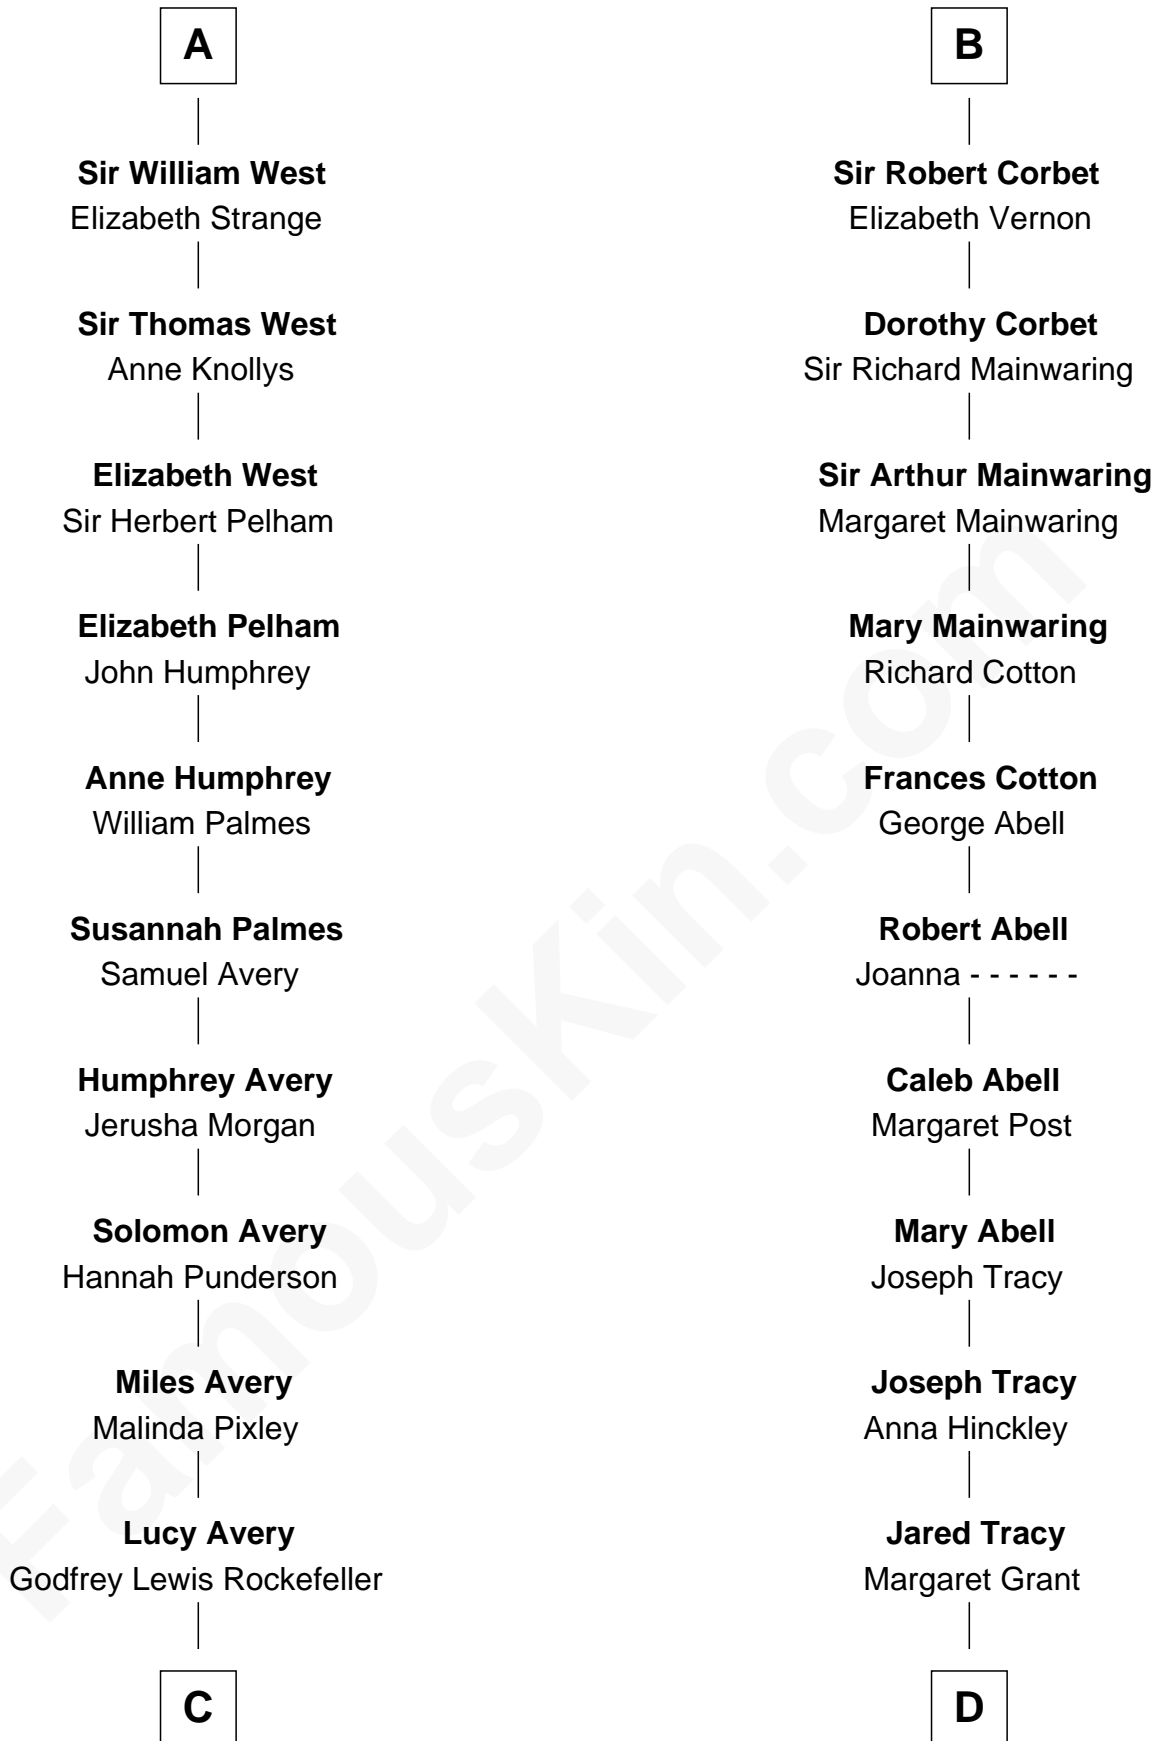 A
Sir William West
Elizabeth Strange
Sir Thomas West
Anne Knollys
Elizabeth West
Sir Herbert Pelham
Elizabeth Pelham
John Humphrey
Anne Humphrey
William Palmes
Susannah Palmes
Samuel Avery
Humphrey Avery
Jerusha Morgan
Solomon Avery
Hannah Punderson
Miles Avery
Malinda Pixley
Lucy Avery
Godfrey Lewis Rockefeller
C
B
Sir Robert Corbet
Elizabeth Vernon
Dorothy Corbet
Sir Richard Mainwaring
Sir Arthur Mainwaring
Margaret Mainwaring
Mary Mainwaring
Richard Cotton
Frances Cotton
George Abell
Robert Abell
Joanna - - - - - -
Caleb Abell
Margaret Post
Mary Abell
Joseph Tracy
Joseph Tracy
Anna Hinckley
Jared Tracy
Margaret Grant
D
FamousKin.com